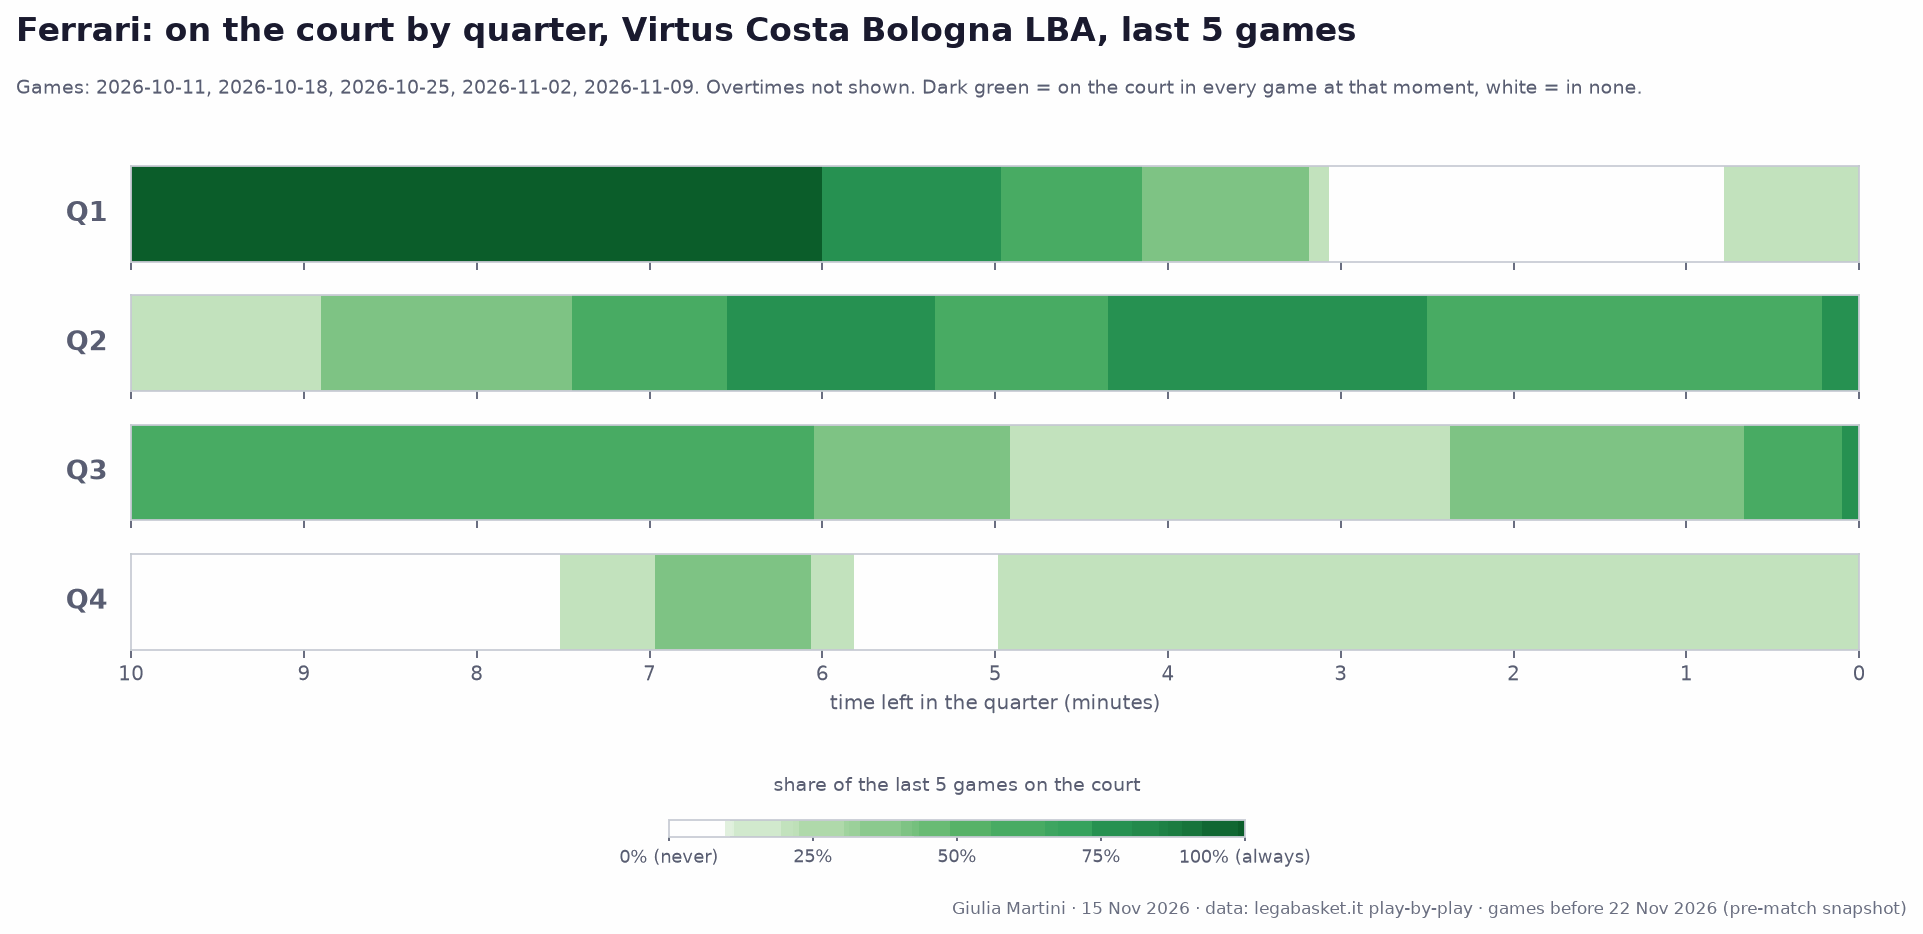 Ferrari: on the court by quarter, Virtus Costa Bologna LBA, last 5 games
Games: 2026-10-11, 2026-10-18, 2026-10-25, 2026-11-02, 2026-11-09. Overtimes not shown. Dark green = on the court in every game at that moment, white = in none.
Q1
Q2
Q3
Q4
10 9 8 7 6 5 4 3 2 1 0
time left in the quarter (minutes)
share of the last 5 games on the court
0% (never) 25% 50% 75% 100% (always)
Giulia Martini · 15 Nov 2026 · data: legabasket.it play-by-play · games before 22 Nov 2026 (pre-match snapshot)